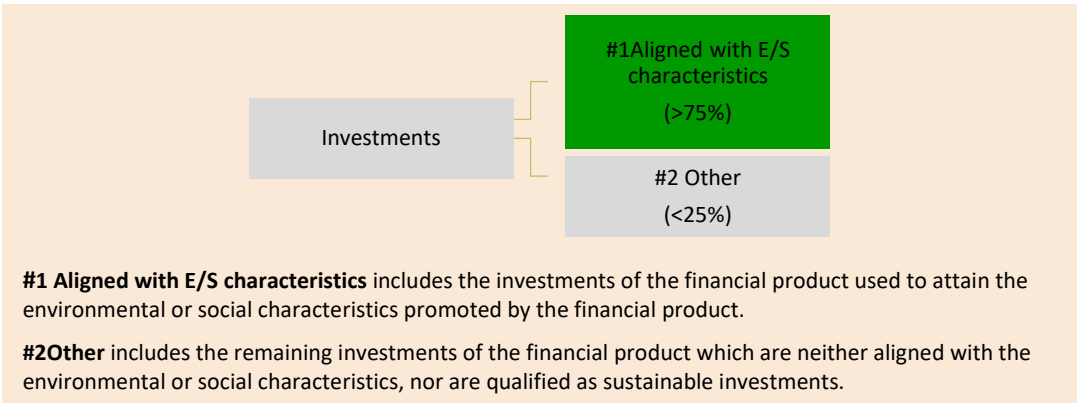 #1Aligned with E/S
characteristics
(>75%)
Investments
#2 Other
(<25%)
#1 Aligned with E/S characteristics includes the investments of the financial product used to attain the
environmental or social characteristics promoted by the financial product.
#2Other includes the remaining investments of the financial product which are neither aligned with the
environmental or social characteristics, nor are qualified as sustainable investments.